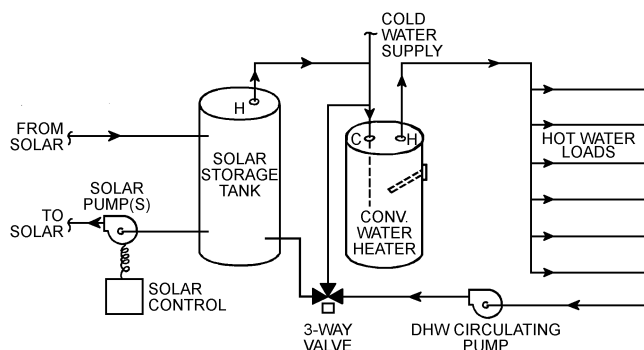 COLD
WATER
SUPPLY
H
FROM
SOLAR
SOLAR
STORAGE
TANK
C
H
HOT WATER
LOADS
SOLAR
PUMP(S)
TO
SOLAR
CONV.
WATER
HEATER
SOLAR
CONTROL
3-WAY
VALVE
DHW CIRCULATING
PUMP